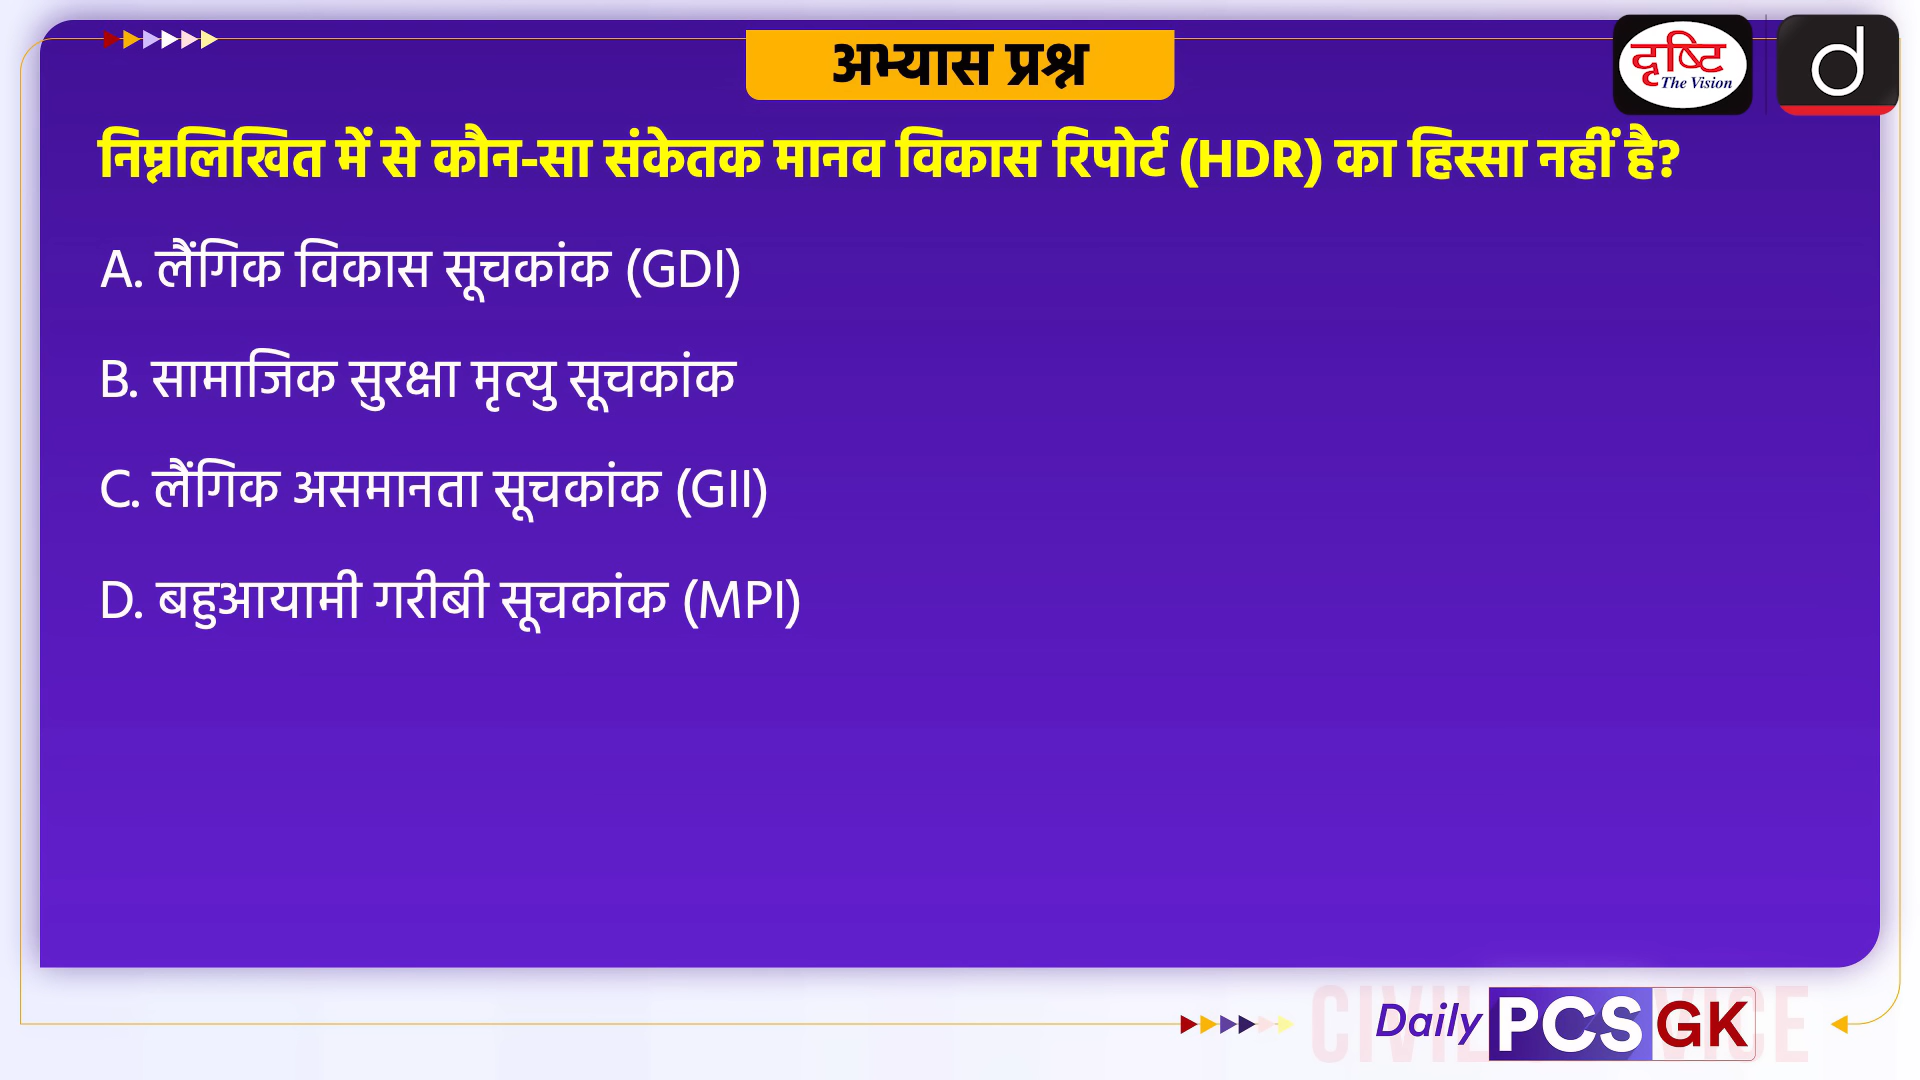 अभ्यास प्रश्न
दृष्टि
The Vision
d
निम्नलिखित में से कौन-सा संकेतक मानव विकास रिपोर्ट (HDR) का हिस्सा नहीं है?
A. लैंगिक विकास सूचकांक (GDI)
B. सामाजिक सुरक्षा मृत्यु सूचकांक
C. लैंगिक असमानता सूचकांक (GII)
D. बहुआयामी गरीबी सूचकांक (MPI)
Daily PCS GK